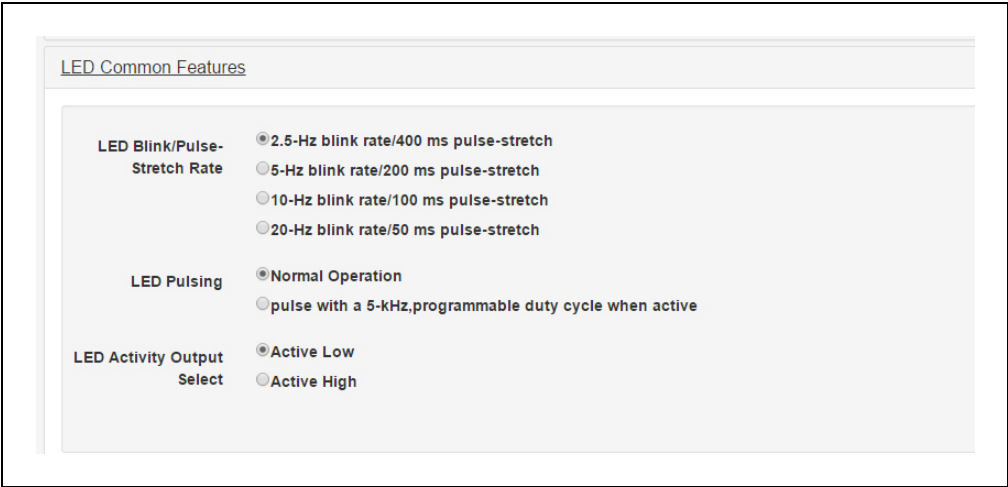 LED Common Features
LED Blink/Pulse-
Stretch Rate
2.5-Hz blink rate/400 ms pulse-stretch
5-Hz blink rate/200 ms pulse-stretch
10-Hz blink rate/100 ms pulse-stretch
20-Hz blink rate/50 ms pulse-stretch
LED Pulsing
Normal Operation
pulse with a 5-kHz,programmable duty cycle when active
LED Activity Output
Select
Active Low
Active High